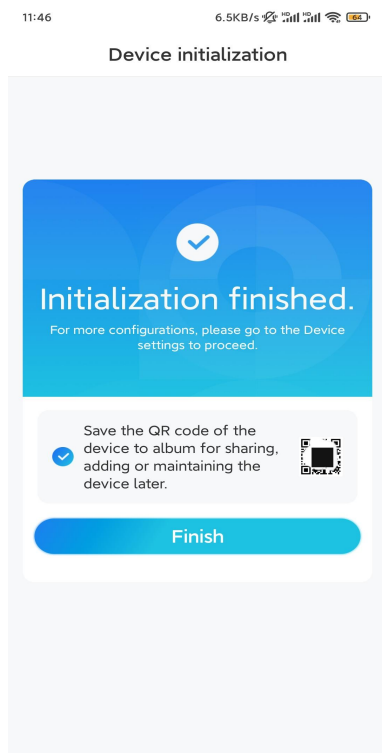 11:46
6.5KB/s HD HD 64
Device initialization
Initialization finished.
For more configurations, please go to the Device
settings to proceed.
Save the QR code of the
device to album for sharing,
adding or maintaining the
device later.
Finish